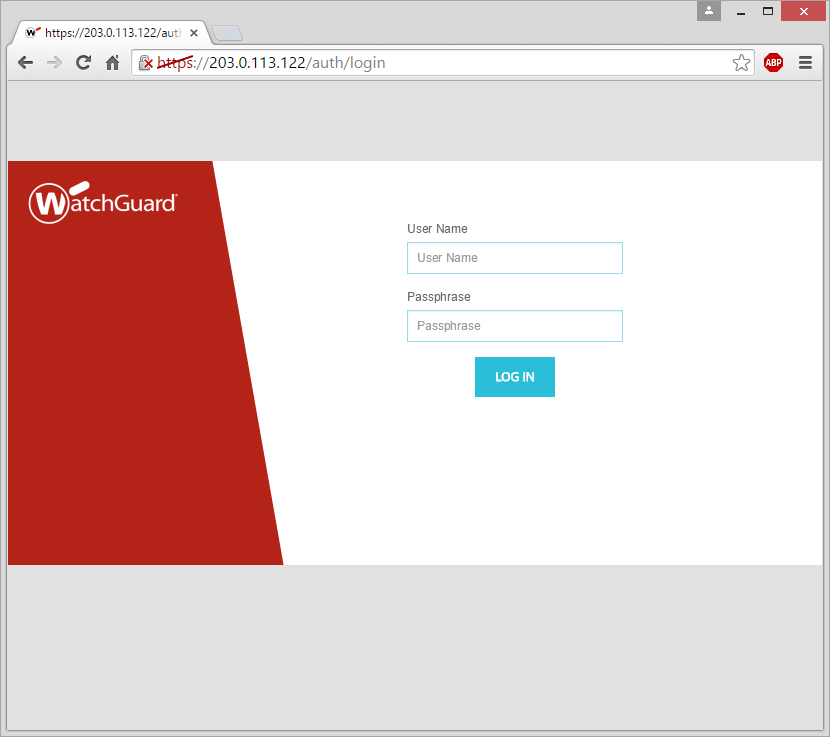 https://203.0.113.122/aut
https://203.0.113.122/auth/login
ABP
WatchGuard
User Name
User Name
Passphrase
Passphrase
LOG IN